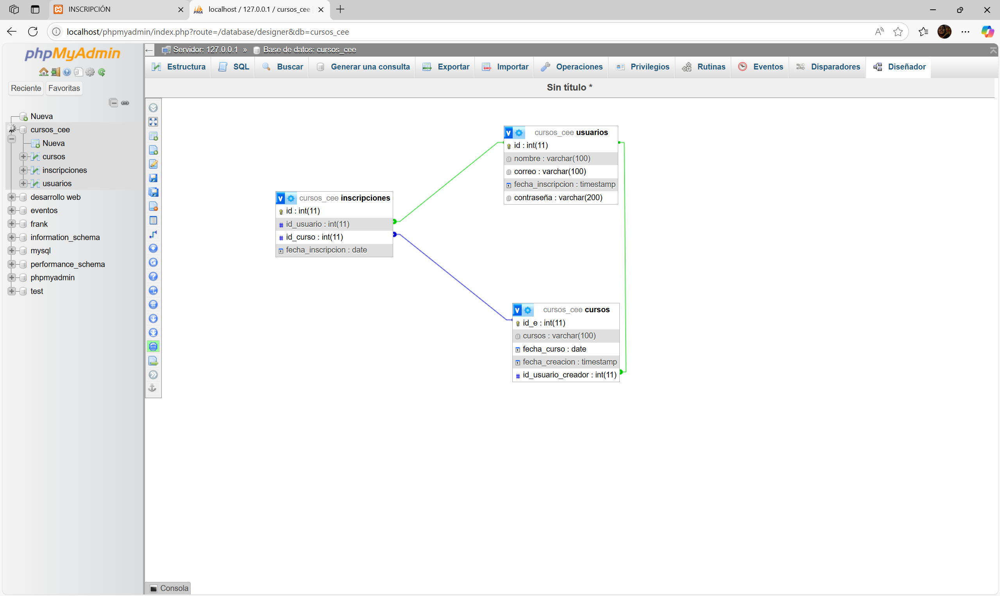 INSCRIPCIÓN
localhost / 127.0.0.1 / cursos_cee
localhost/phpmyadmin/index.php?route=/database/designer&db=cursos_cee
phpMyAdmin
Reciente Favoritas
Nueva
cursos_cee
Nueva
cursos
inscripciones
usuarios
desarrollo web
eventos
frank
information_schema
mysql
performance_schema
phpmyadmin
test
Servidor: 127.0.0.1 » Base de datos: cursos_cee
Estructura SQL Buscar Generar una consulta Exportar Importar Operaciones Privilegios Rutinas Eventos Disparadores Diseñador
Sin título *
cursos_cee usuarios
id : int(11)
nombre : varchar(100)
correo : varchar(100)
fecha_inscripcion : timestamp
contraseña : varchar(200)
cursos_cee inscripciones
id : int(11)
id_usuario : int(11)
id_curso : int(11)
fecha_inscripcion : date
cursos_cee cursos
id_e : int(11)
cursos : varchar(100)
fecha_curso : date
fecha_creacion : timestamp
id_usuario_creador : int(11)
Consola